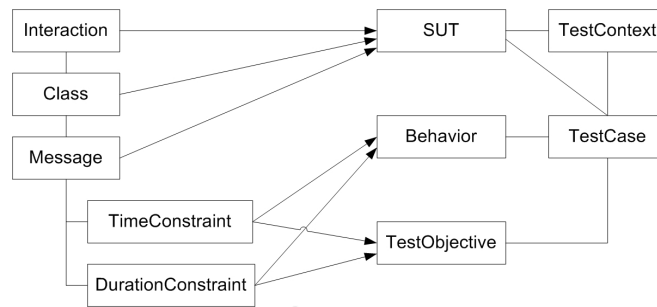 Interaction
SUT
TestContext
Class
Message
Behavior
TestCase
TimeConstraint
TestObjective
DurationConstraint